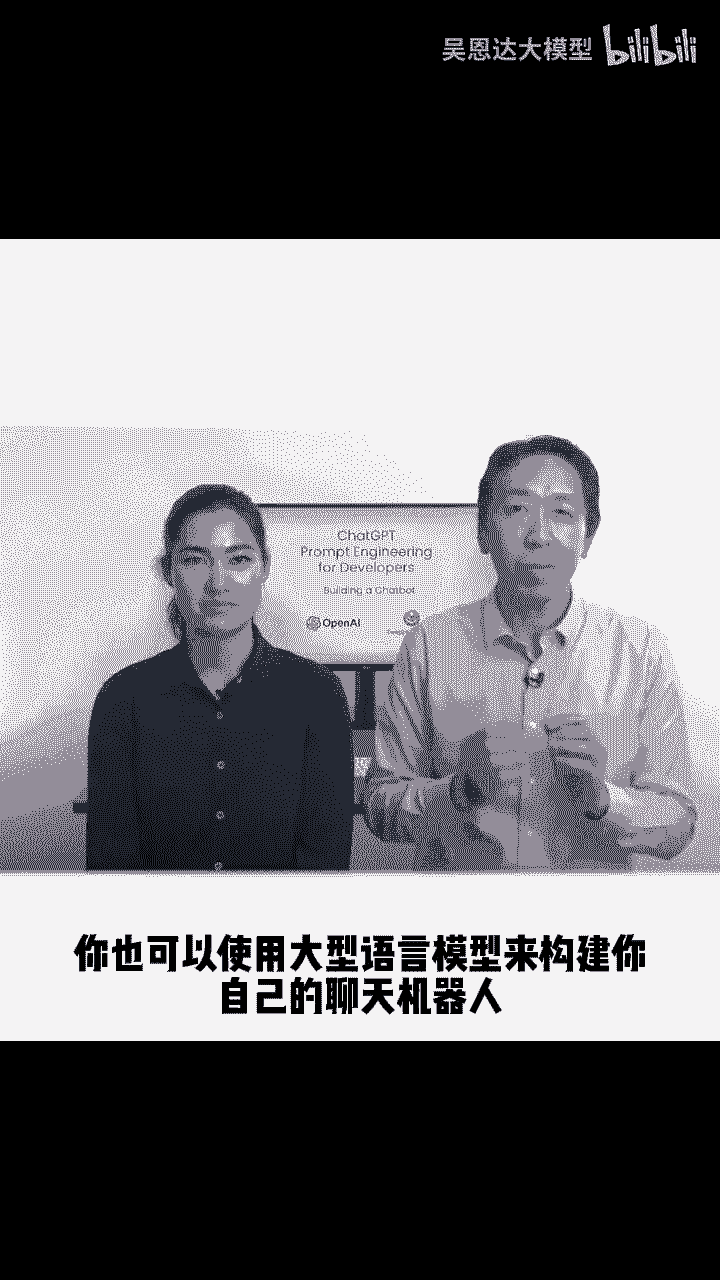 吴恩达大模型 bilibili
ChatGPT
Prompt Engineering
for Developers
Building a Chatbot
OpenAI
你也可以使用大型语言模型来构建你
自己的聊天机器人